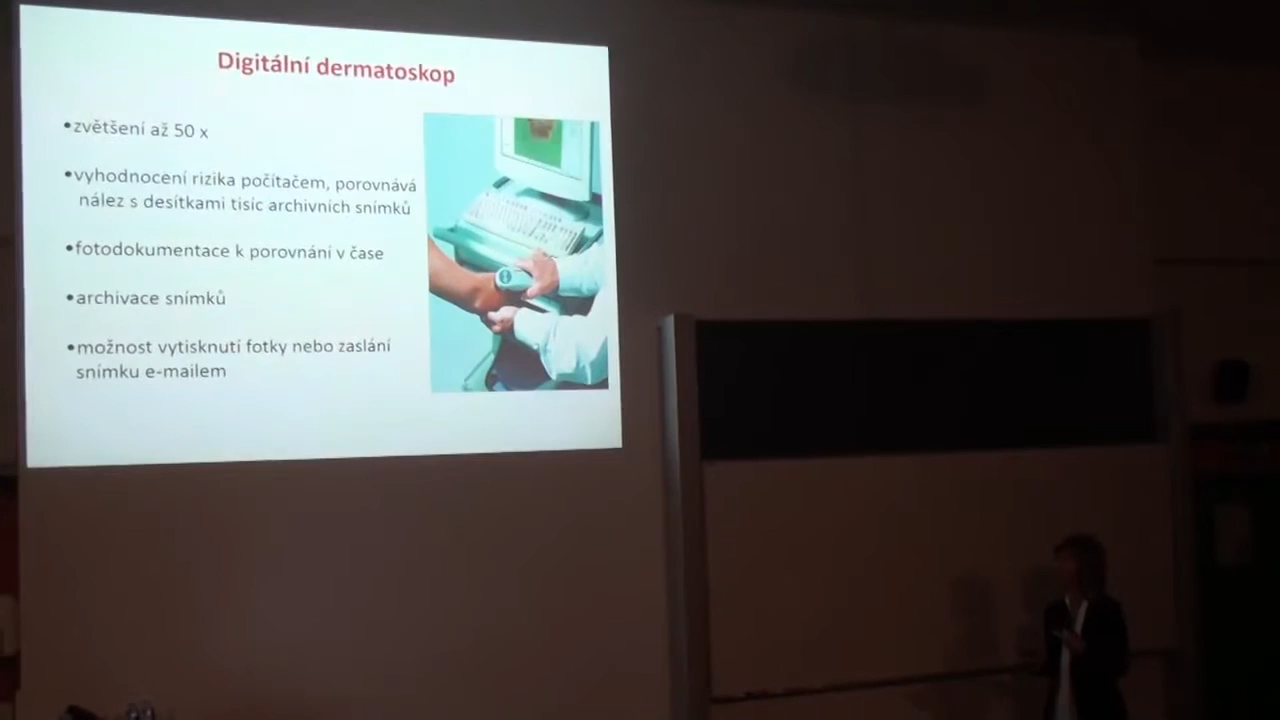 Digitální dermatoskop
•zvětšení až 50 x
•vyhodnocení rizika počítačem, porovnává
nález s desítkami tisíc archivních snímků
•fotodokumentace k porovnání v čase
•archivace snímků
•možnost vytisknutí fotky nebo zaslání
snímku e-mailem